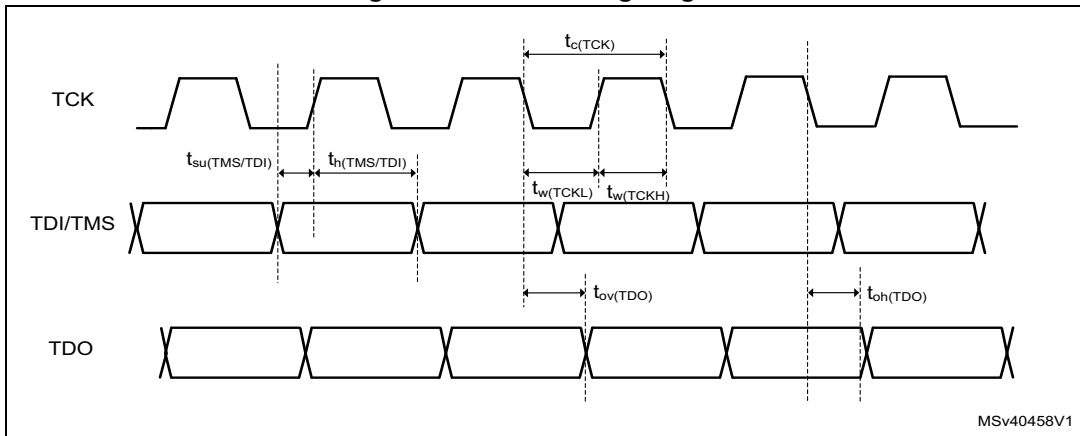 tc(TCK)
TCK
tsu(TMS/TDI)
th(TMS/TDI)
tw(TCKL)
tw(TCKH)
TDI/TMS
tov(TDO)
toh(TDO)
TDO
MSv40458V1